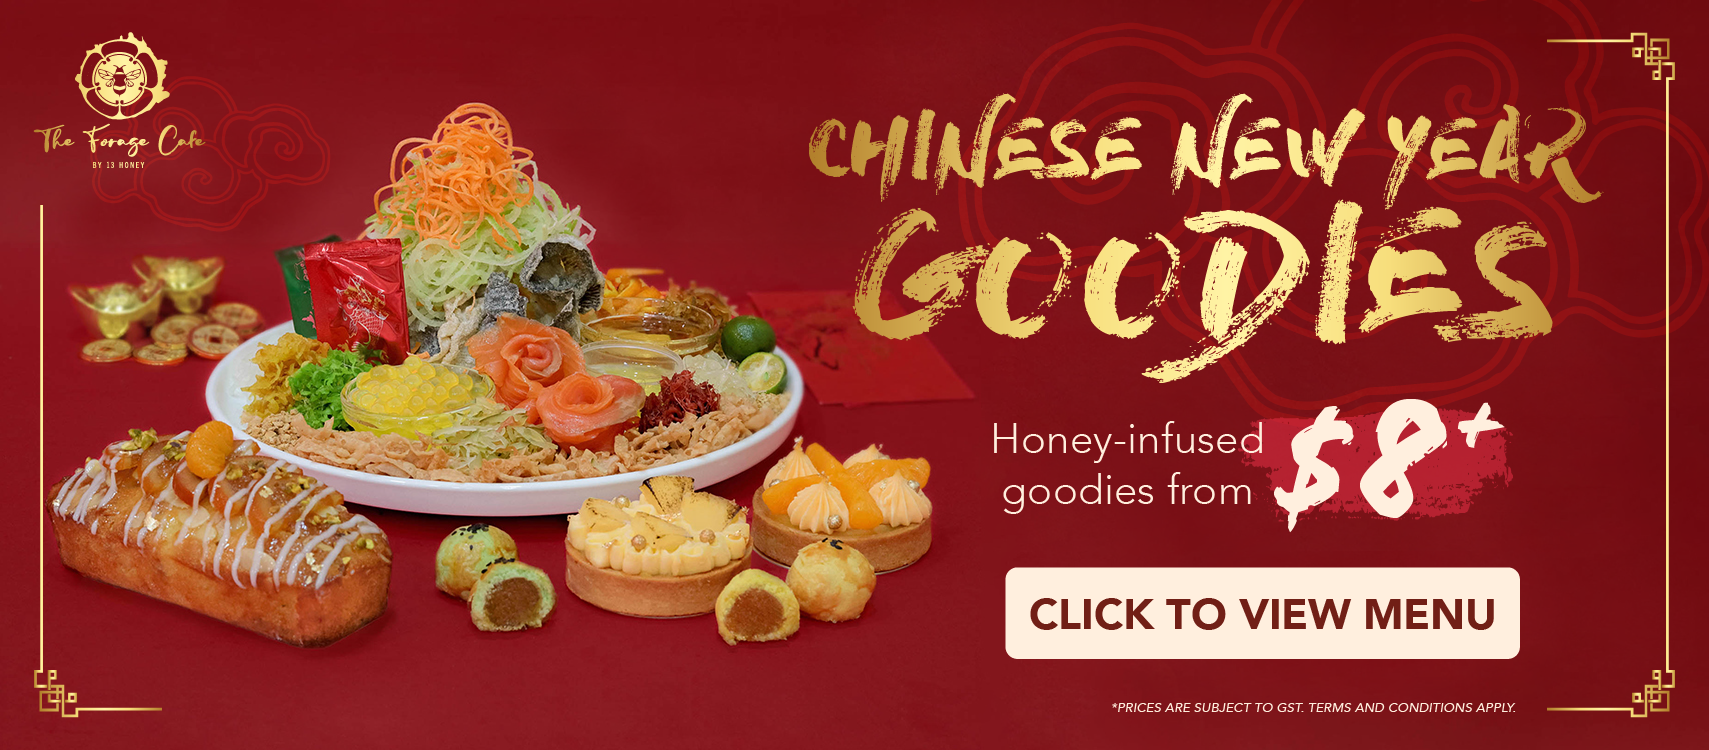 The Forage Cafe
BY 13 HONEY
CHINESE NEW YEAR
GOODIES
Honey-infused
goodies from $8+
CLICK TO VIEW MENU
*PRICES ARE SUBJECT TO GST. TERMS AND CONDITIONS APPLY.